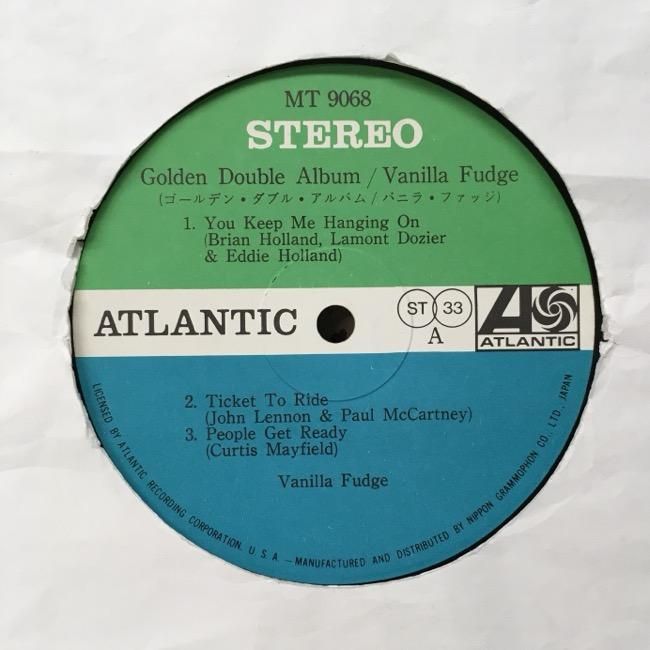 MT 9068
STEREO
Golden Double Album / Vanilla Fudge
(ゴールデン・ダブル・アルバム / バニラ・ファッジ)
1. You Keep Me Hanging On
(Brian Holland, Lamont Dozier
& Eddie Holland)
ATLANTIC
ST 33
A
ATLANTIC
2. Ticket To Ride
(John Lennon & Paul McCartney)
3. People Get Ready
(Curtis Mayfield)
Vanilla Fudge
LICENSED BY ATLANTIC RECORDING CORPORATION, U.S.A. — MANUFACTURED AND DISTRIBUTED BY NIPPON GRAMMOPHON CO., LTD., JAPAN